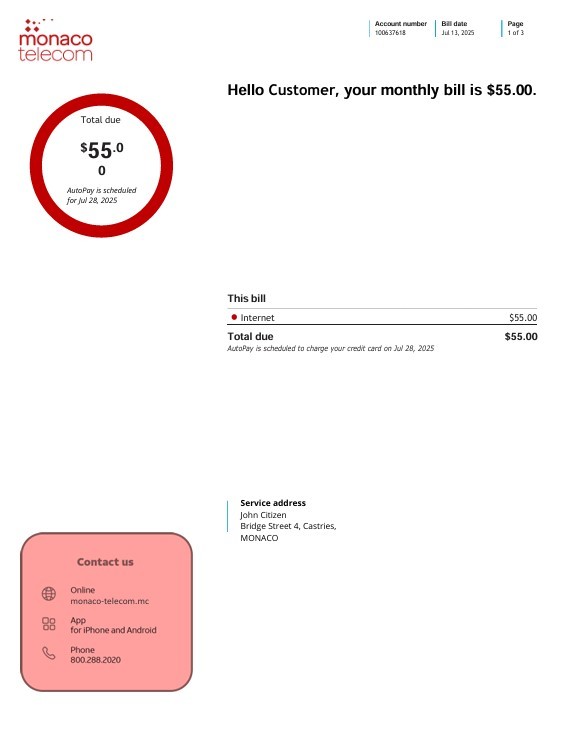 monaco
telecom
Account number
100637618
Bill date
Jul 13, 2025
Page
1 of 3
Hello Customer, your monthly bill is $55.00.
Total due
$55.0
0
AutoPay is scheduled
for Jul 28, 2025
This bill
Internet $55.00
Total due $55.00
AutoPay is scheduled to charge your credit card on Jul 28, 2025
Service address
John Citizen
Bridge Street 4, Castries,
MONACO
Contact us
Online
monaco-telecom.mc
App
for iPhone and Android
Phone
800.288.2020